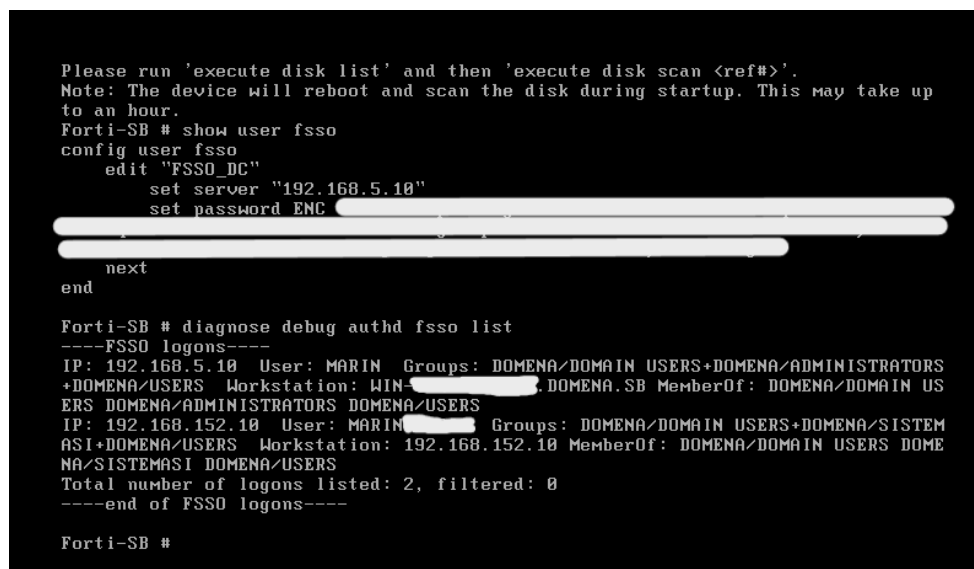 Please run 'execute disk list' and then 'execute disk scan <ref#>'.
Note: The device will reboot and scan the disk during startup. This may take up
to an hour.
Forti-SB # show user fsso
config user fsso
edit "FSSO_DC"
set server "192.168.5.10"
set password ENC
next
end
Forti-SB # diagnose debug authd fsso list
----FSSO logons----
IP: 192.168.5.10 User: MARIN Groups: DOMENA/DOMAIN USERS+DOMENA/ADMINISTRATORS
+DOMENA/USERS Workstation: WIN- .DOMENA.SB MemberOf: DOMENA/DOMAIN US
ERS DOMENA/ADMINISTRATORS DOMENA/USERS
IP: 192.168.152.10 User: MARIN Groups: DOMENA/DOMAIN USERS+DOMENA/SISTEM
ASI+DOMENA/USERS Workstation: 192.168.152.10 MemberOf: DOMENA/DOMAIN USERS DOME
NA/SISTEMASI DOMENA/USERS
Total number of logons listed: 2, filtered: 0
----end of FSSO logons----
Forti-SB #